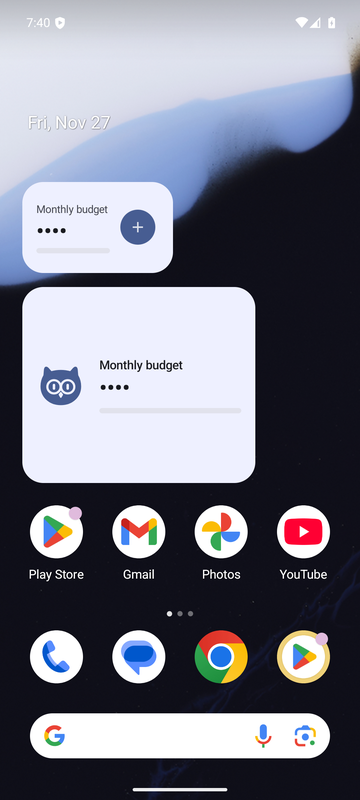 7:40
Fri, Nov 27
Monthly budget
••••
Monthly budget
••••
Play Store
Gmail
Photos
YouTube